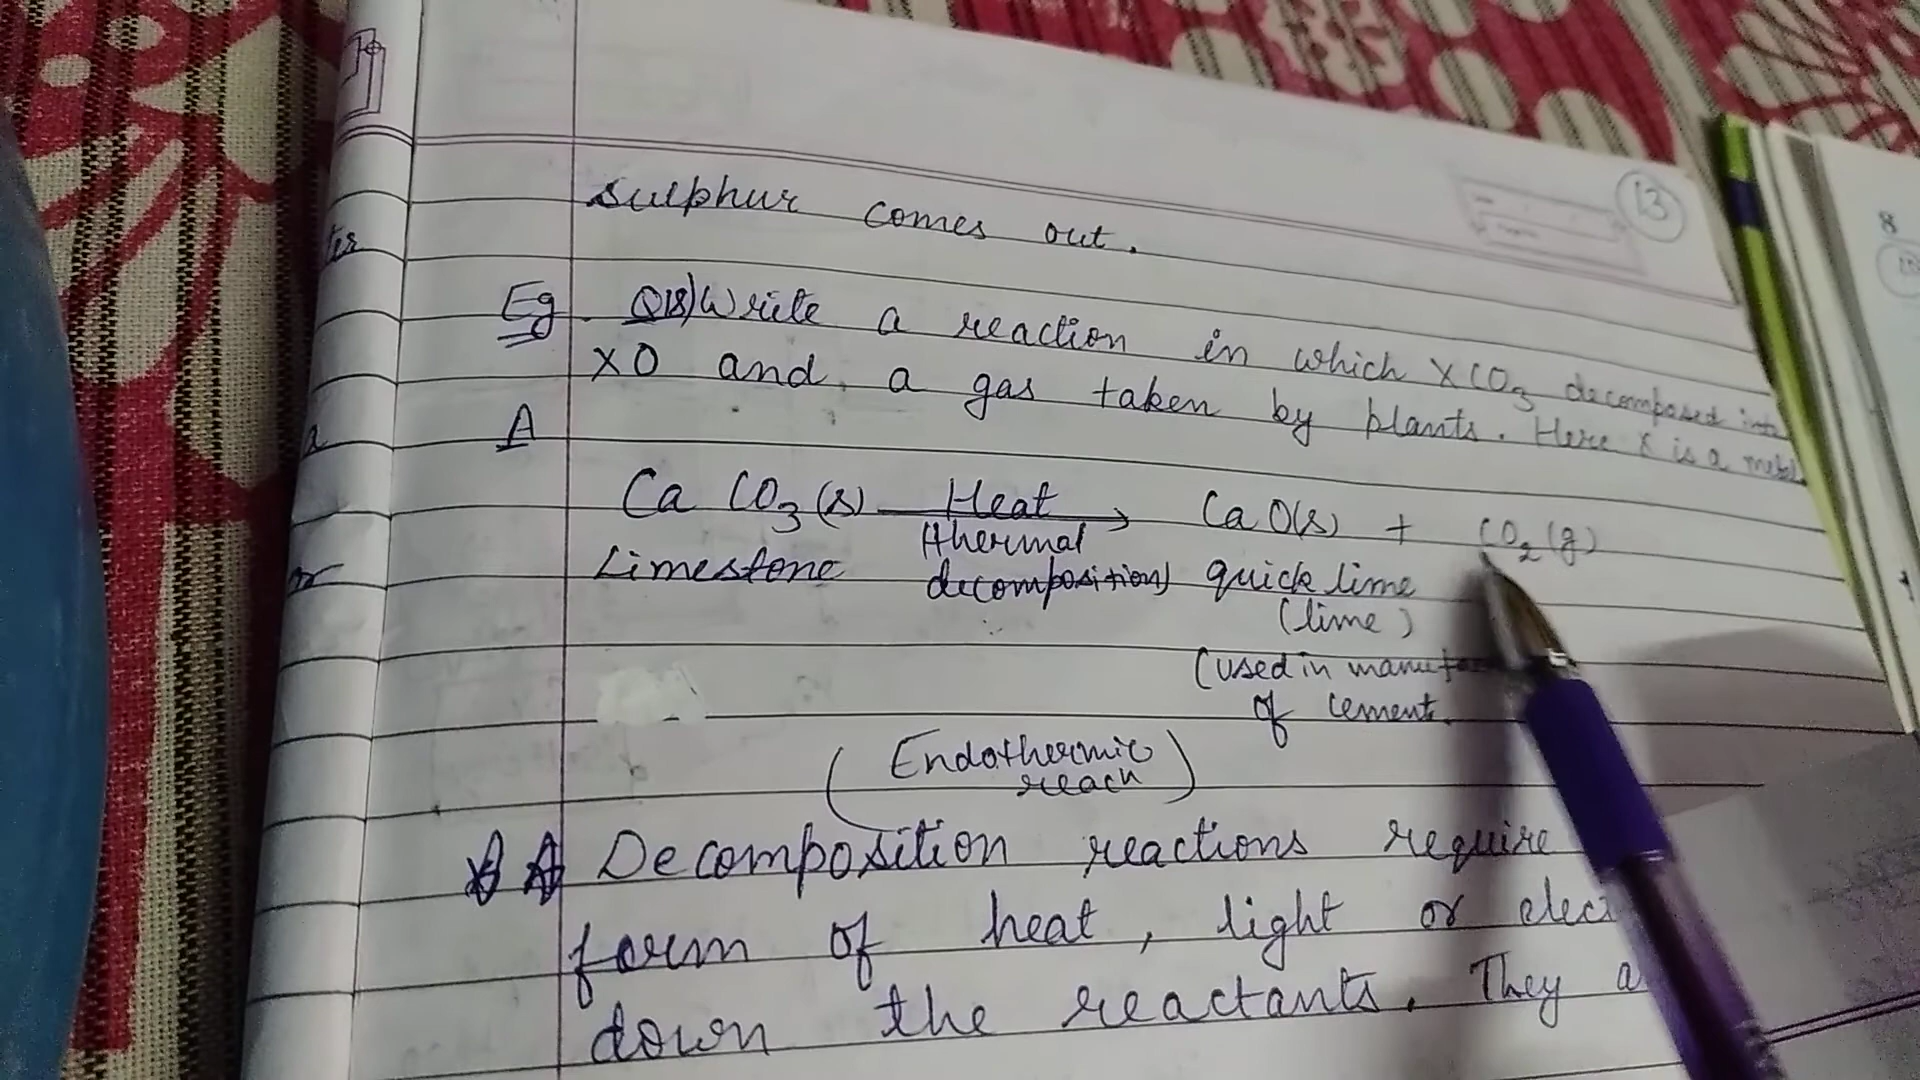 sulphur comes out.
13
Eg. Q18) Write a reaction in which XCO3 decomposed into
XO and a gas taken by plants. Here X is a metal
A
CaCO3(s) Heat → CaO(s) + CO2(g)
Limestone (thermal decomposition) quick lime
(lime)
(used in
of cement.
(Endothermic
reacn)
Decomposition reactions require
form of heat, light or
down the reactants. They
8